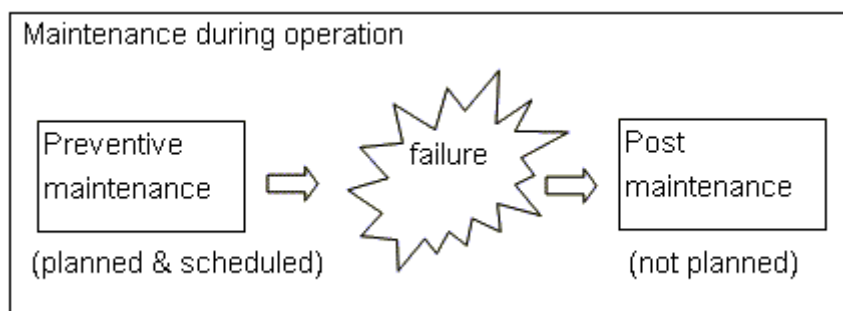 Maintenance during operation
Preventive
maintenance
(planned & scheduled)
failure
Post
maintenance
(not planned)